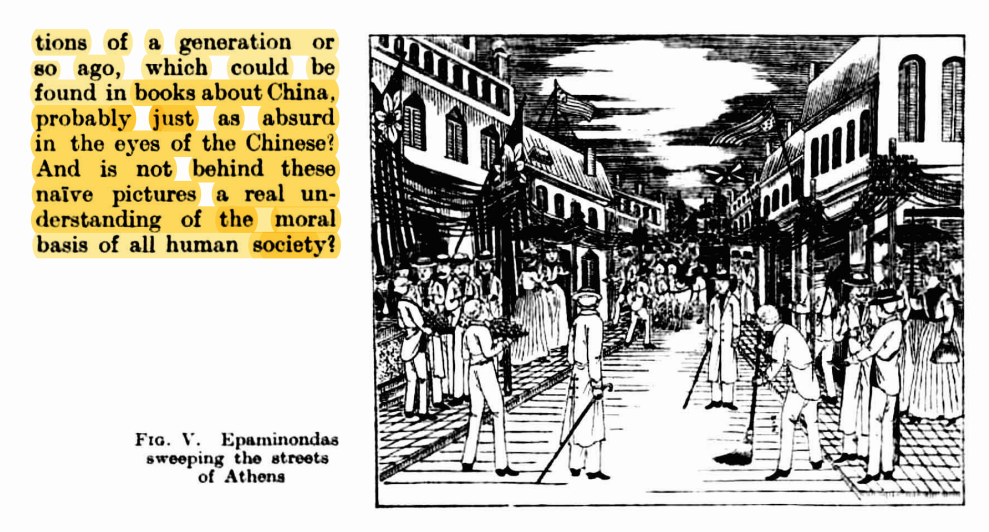 tions of a generation or
so ago, which could be
found in books about China,
probably just as absurd
in the eyes of the Chinese?
And is not behind these
naïve pictures a real un-
derstanding of the moral
basis of all human society?
Fig. V. Epaminondas
sweeping the streets
of Athens